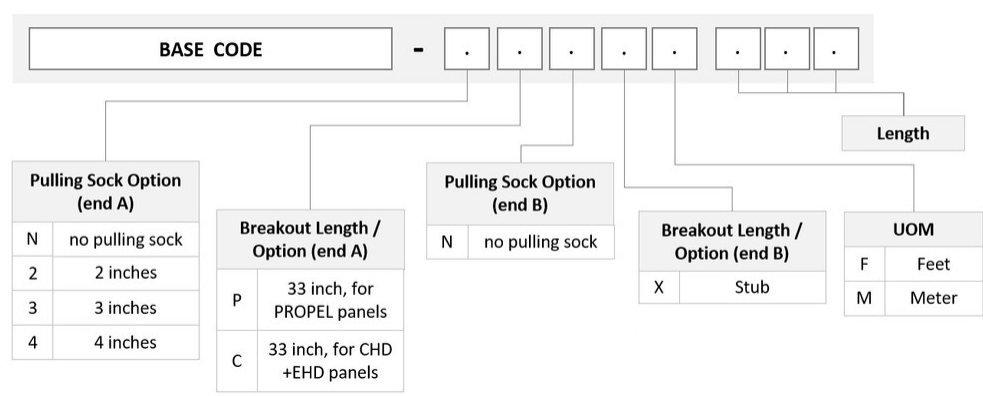 BASE CODE - . . . . . . . .
Length
Pulling Sock Option
(end A)
N no pulling sock
2 2 inches
3 3 inches
4 4 inches
Breakout Length /
Option (end A)
P 33 inch, for
PROPEL panels
C 33 inch, for CHD
+EHD panels
Pulling Sock Option
(end B)
N no pulling sock
Breakout Length /
Option (end B)
X Stub
UOM
F Feet
M Meter